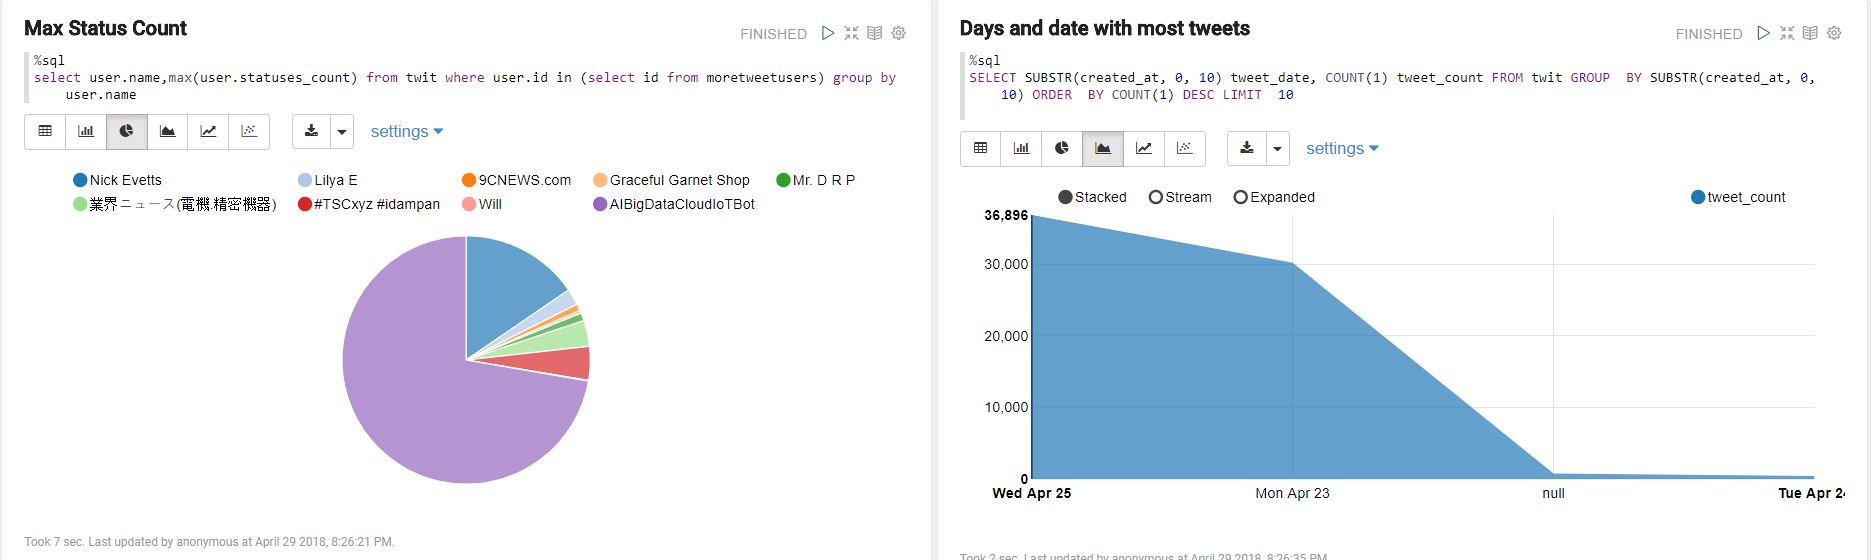 Max Status Count
FINISHED
%sql
select user.name,max(user.statuses_count) from twit where user.id in (select id from moretweetusers) group by
user.name
settings
Nick Evetts
Lilya E
9CNEWS.com
Graceful Garnet Shop
Mr. D R P
業界ニュース(電機.精密機器)
#TSCxyz #idampan
Will
AIBigDataCloudIoTBot
Took 7 sec. Last updated by anonymous at April 29 2018, 8:26:21 PM.
Days and date with most tweets
FINISHED
%sql
SELECT SUBSTR(created_at, 0, 10) tweet_date, COUNT(1) tweet_count FROM twit GROUP  BY SUBSTR(created_at, 0,
10) ORDER  BY COUNT(1) DESC LIMIT  10
settings
Stacked
Stream
Expanded
tweet_count
36,896
30,000
20,000
10,000
0
Wed Apr 25
Mon Apr 23
null
Tue Apr 24
Took 2 sec. Last updated by anonymous at April 29 2018, 8:26:35 PM.